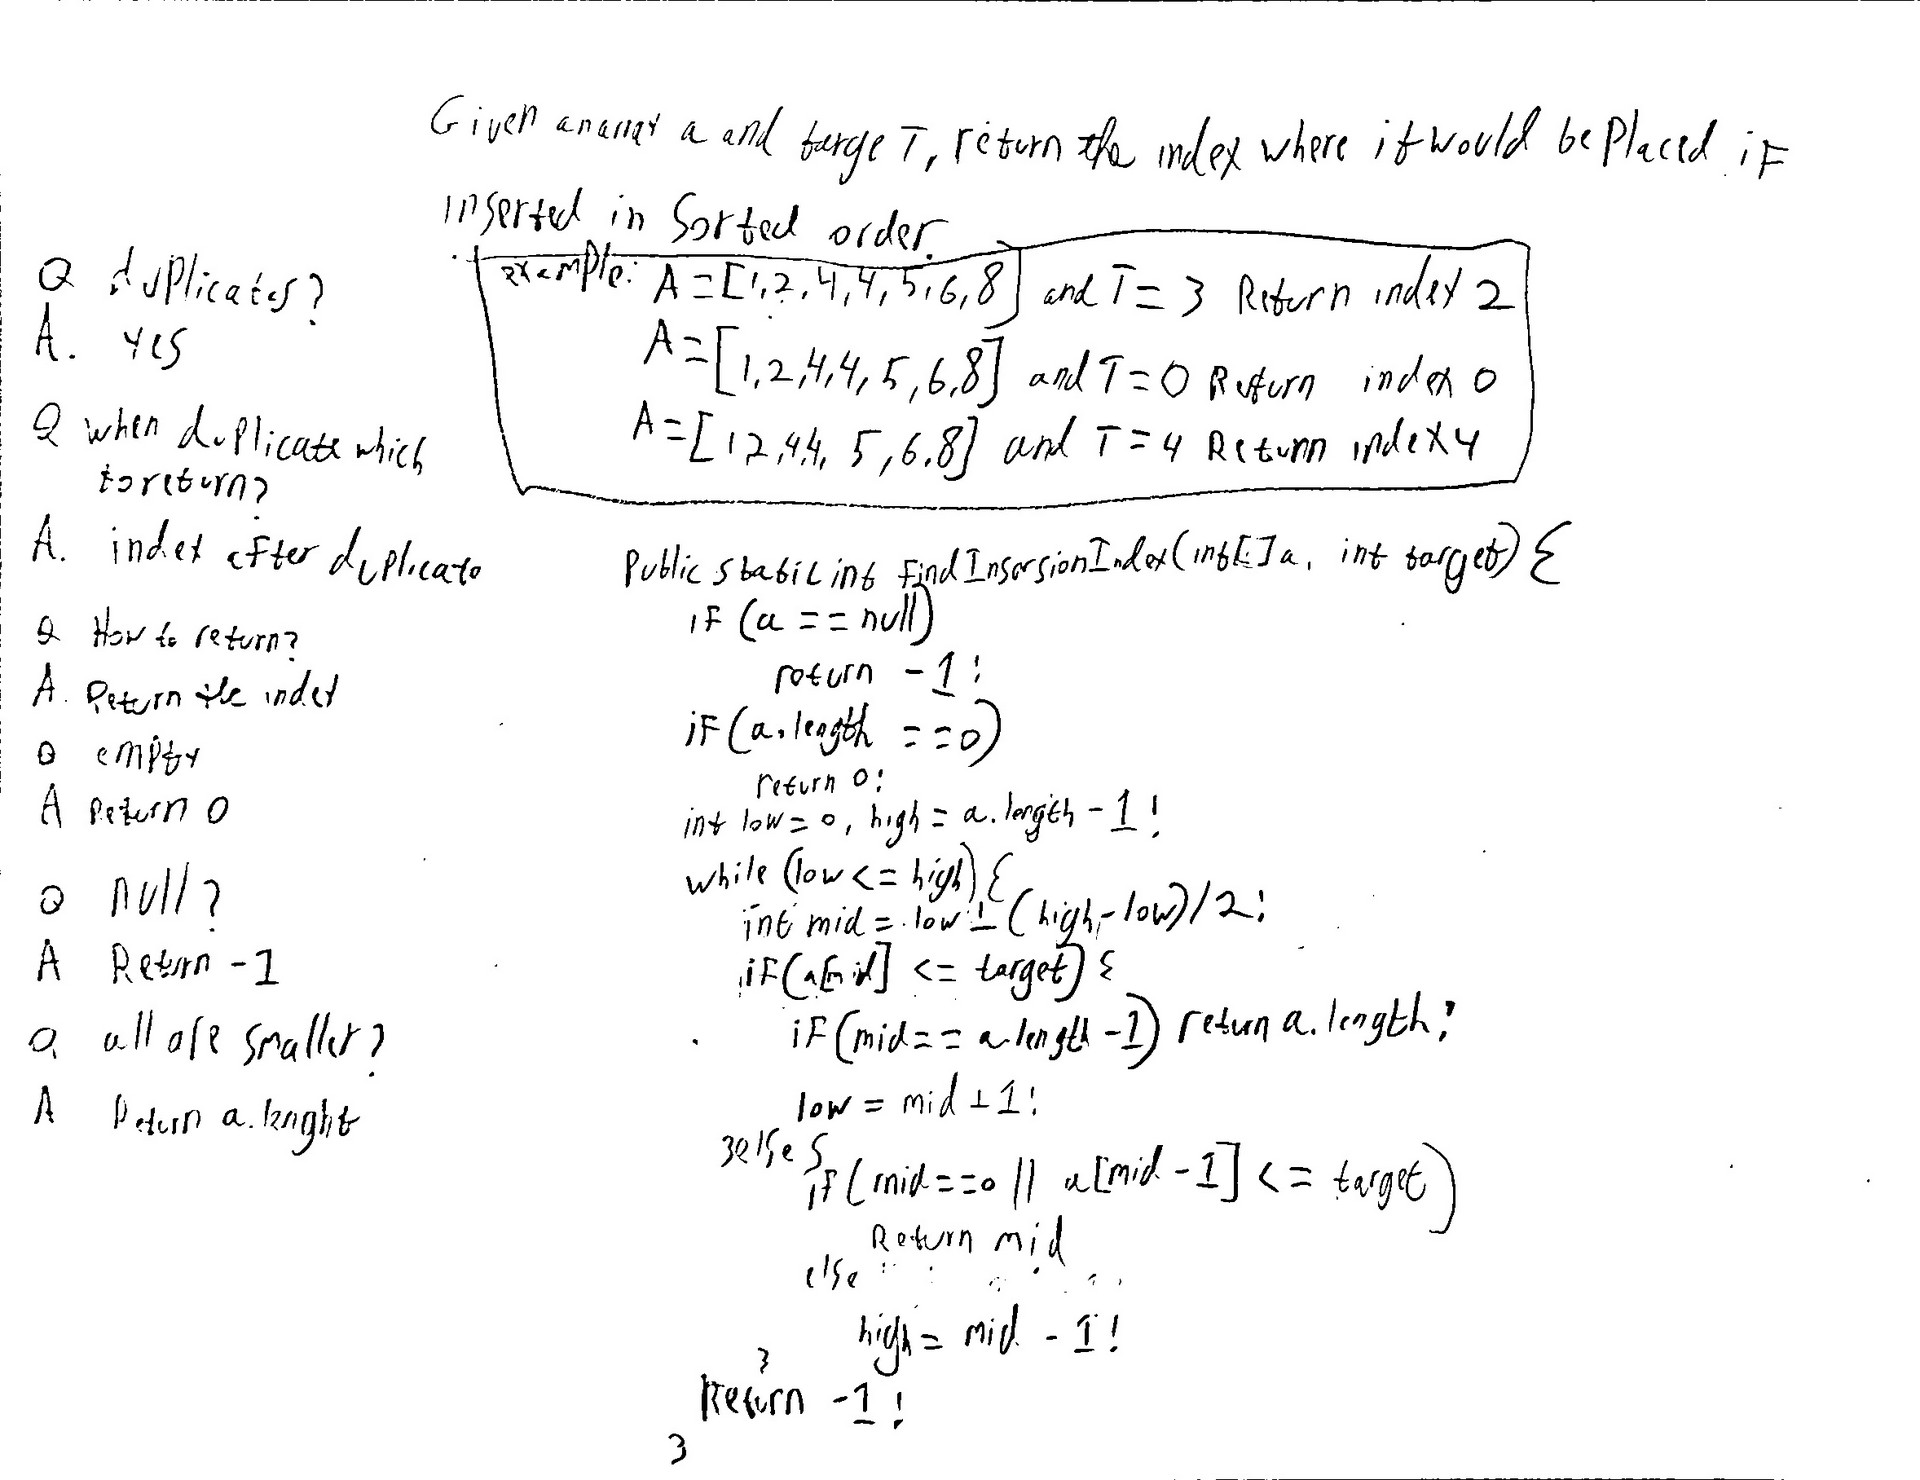 Given an array a and targe T, return the index where it would be placed if
inserted in sorted order.
example: A = [1,2,4,4,5,6,8] and T = 3 Return index 2
A = [1,2,4,4,5,6,8] and T = 0 Return index 0
A = [1 2,4,4, 5,6,8] and T = 4 Return index 4
Q duplicates?
A. yes
Q when duplicate which
to return?
A. index after duplicate
Q How to return?
A. Return the index
Q empty
A Return 0
Q null?
A Return -1
Q all are smaller?
A Return a.lenght
Public static int findInsersionIndex(int[] a, int target) {
if (a == null)
return -1;
if (a.length == 0)
return 0;
int low = 0, high = a.length - 1;
while (low <= high) {
int mid = low + (high - low)/2;
if (a[mid] <= target) {
if (mid == a.length - 1) return a.length;
low = mid + 1;
}else {
if (mid == 0 || a[mid - 1] <= target)
Return mid
else
high = mid - 1;
}
Return -1;
}